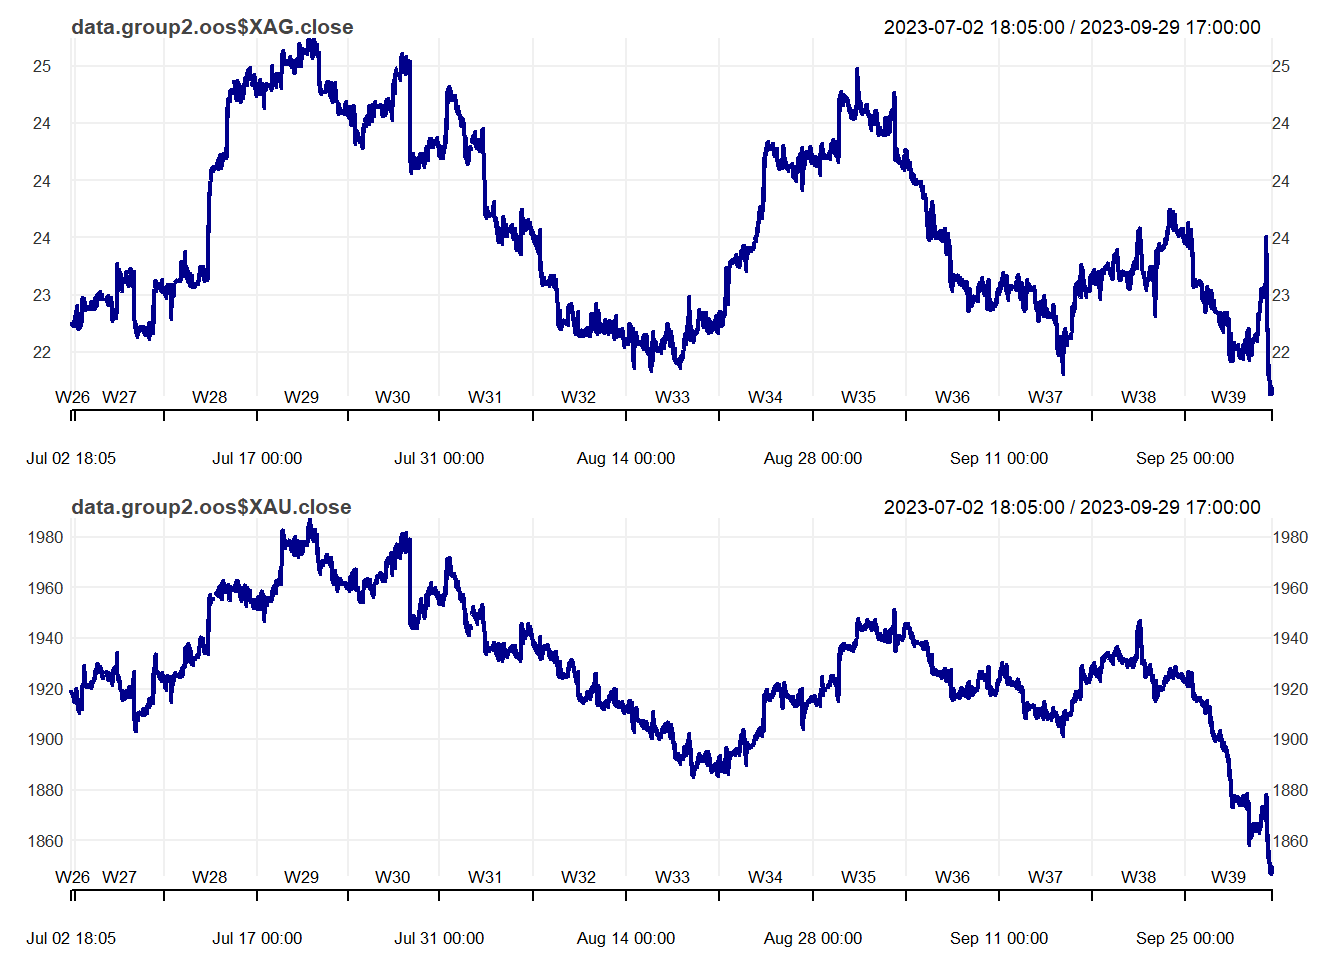 data.group2.oos$XAG.close 2023-07-02 18:05:00 / 2023-09-29 17:00:00
25 25
24 24
24 24
24 24
23 23
22 22
W26 W27 W28 W29 W30 W31 W32 W33 W34 W35 W36 W37 W38 W39
Jul 02 18:05 Jul 17 00:00 Jul 31 00:00 Aug 14 00:00 Aug 28 00:00 Sep 11 00:00 Sep 25 00:00
data.group2.oos$XAU.close 2023-07-02 18:05:00 / 2023-09-29 17:00:00
1980 1980
1960 1960
1940 1940
1920 1920
1900 1900
1880 1880
1860 1860
W26 W27 W28 W29 W30 W31 W32 W33 W34 W35 W36 W37 W38 W39
Jul 02 18:05 Jul 17 00:00 Jul 31 00:00 Aug 14 00:00 Aug 28 00:00 Sep 11 00:00 Sep 25 00:00